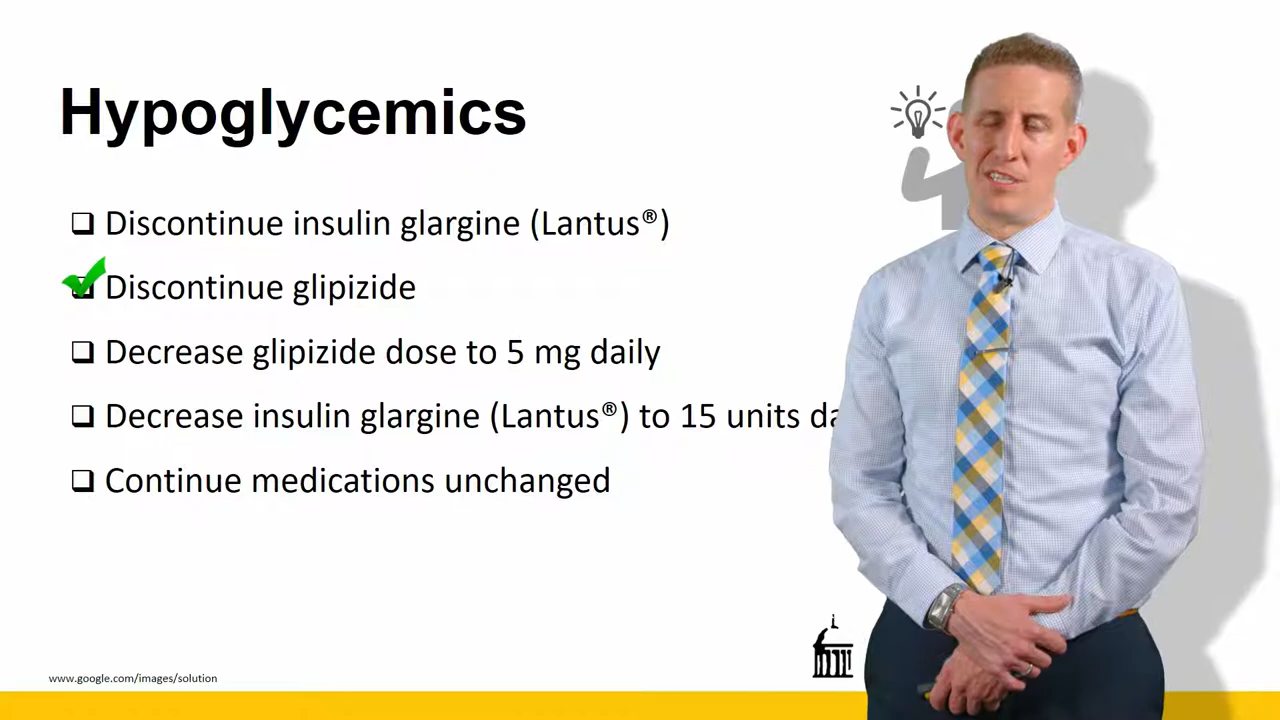 Hypoglycemics
Discontinue insulin glargine (Lantus®)
Discontinue glipizide
Decrease glipizide dose to 5 mg daily
Decrease insulin glargine (Lantus®) to 15 units
Continue medications unchanged
www.google.com/images/solution